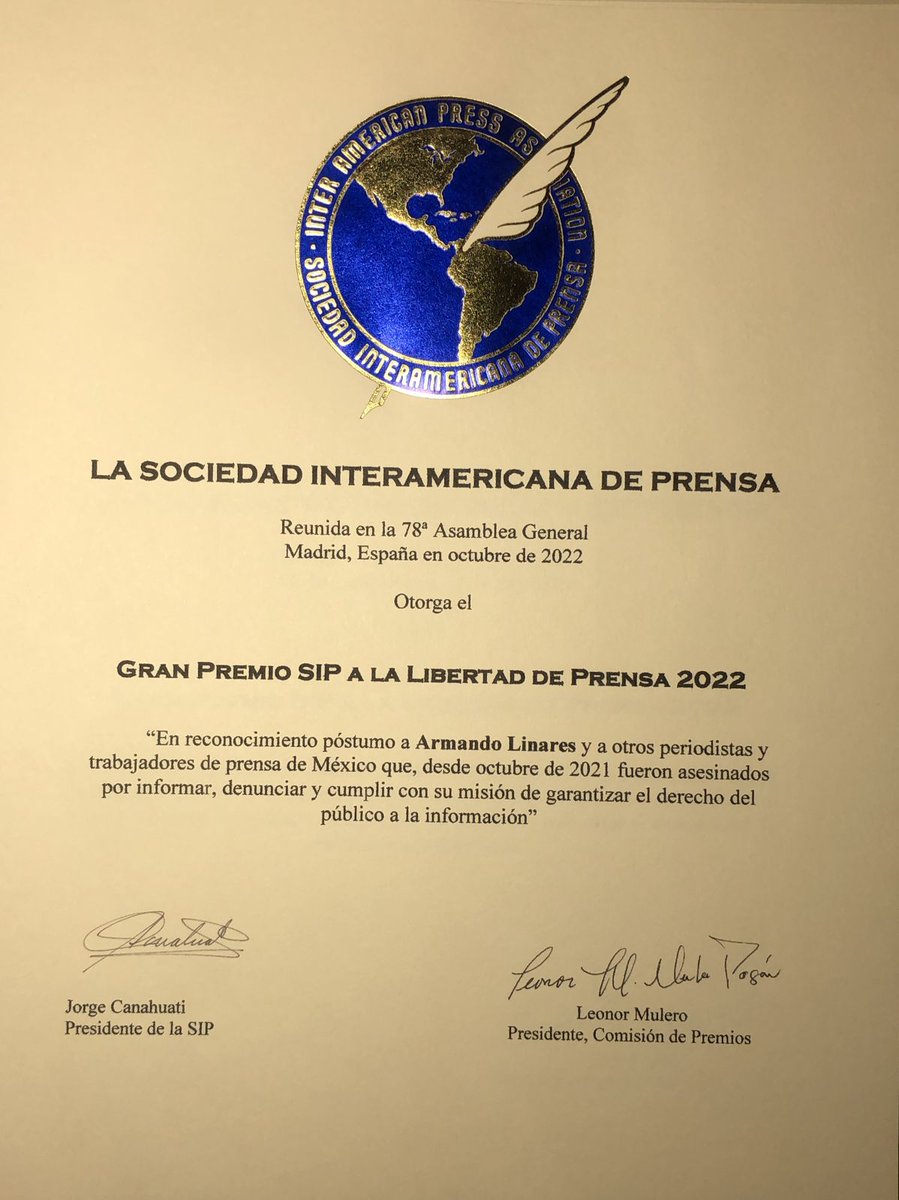 INTER AMERICAN PRESS AS IATION
SOCIEDAD INTERAMERICANA DE PRENSA
LA SOCIEDAD INTERAMERICANA DE PRENSA
Reunida en la 78ª Asamblea General
Madrid, España en octubre de 2022
Otorga el
GRAN PREMIO SIP A LA LIBERTAD DE PRENSA 2022
“En reconocimiento póstumo a Armando Linares y a otros periodistas y
trabajadores de prensa de México que, desde octubre de 2021 fueron asesinados
por informar, denunciar y cumplir con su misión de garantizar el derecho del
público a la información”
Leonor M.
Jorge Canahuati
Presidente de la SIP
Leonor Mulero
Presidente, Comisión de Premios